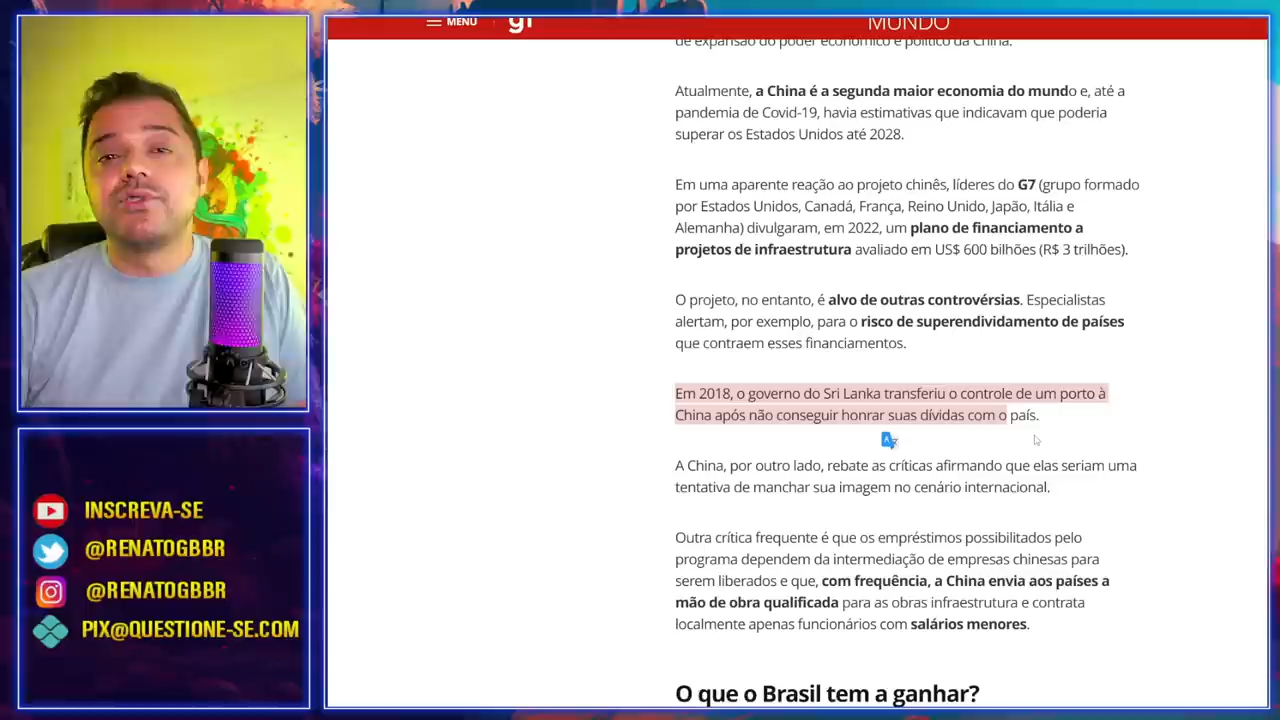 MENU
g1
MUNDO
de expansão do poder econômico e político da China.
Atualmente, a China é a segunda maior economia do mundo e, até a
pandemia de Covid-19, havia estimativas que indicavam que poderia
superar os Estados Unidos até 2028.
Em uma aparente reação ao projeto chinês, líderes do G7 (grupo formado
por Estados Unidos, Canadá, França, Reino Unido, Japão, Itália e
Alemanha) divulgaram, em 2022, um plano de financiamento a
projetos de infraestrutura avaliado em US$ 600 bilhões (R$ 3 trilhões).
O projeto, no entanto, é alvo de outras controvérsias. Especialistas
alertam, por exemplo, para o risco de superendividamento de países
que contraem esses financiamentos.
Em 2018, o governo do Sri Lanka transferiu o controle de um porto à
China após não conseguir honrar suas dívidas com o país.
A China, por outro lado, rebate as críticas afirmando que elas seriam uma
tentativa de manchar sua imagem no cenário internacional.
Outra crítica frequente é que os empréstimos possibilitados pelo
programa dependem da intermediação de empresas chinesas para
serem liberados e que, com frequência, a China envia aos países a
mão de obra qualificada para as obras infraestrutura e contrata
localmente apenas funcionários com salários menores.
O que o Brasil tem a ganhar?
INSCREVA-SE
@RENATOGBBR
@RENATOGBBR
PIX@QUESTIONE-SE.COM